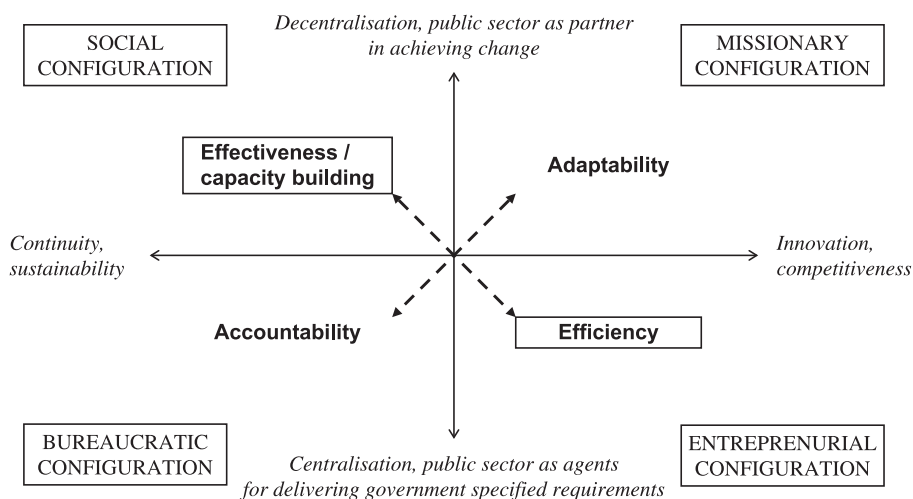 SOCIAL
CONFIGURATION
Decentralisation, public sector as partner
in achieving change
MISSIONARY
CONFIGURATION
Effectiveness /
capacity building
Adaptability
Continuity,
sustainability
Innovation,
competitiveness
Accountability
Efficiency
BUREAUCRATIC
CONFIGURATION
Centralisation, public sector as agents
for delivering government specified requirements
ENTREPRENURIAL
CONFIGURATION